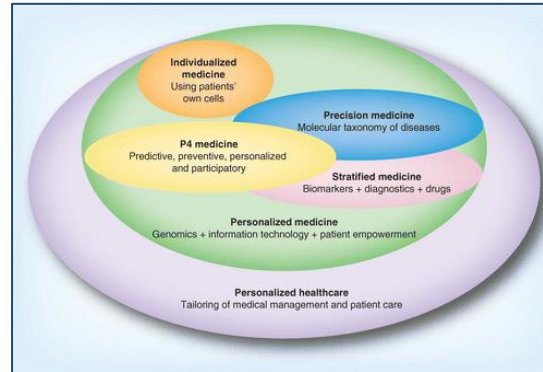 Individualized
medicine
Using patients'
own cells
Precision medicine
Molecular taxonomy of diseases
P4 medicine
Predictive, preventive, personalized
and participatory
Stratified medicine
Biomarkers + diagnostics + drugs
Personalized medicine
Genomics + information technology + patient empowerment
Personalized healthcare
Tailoring of medical management and patient care